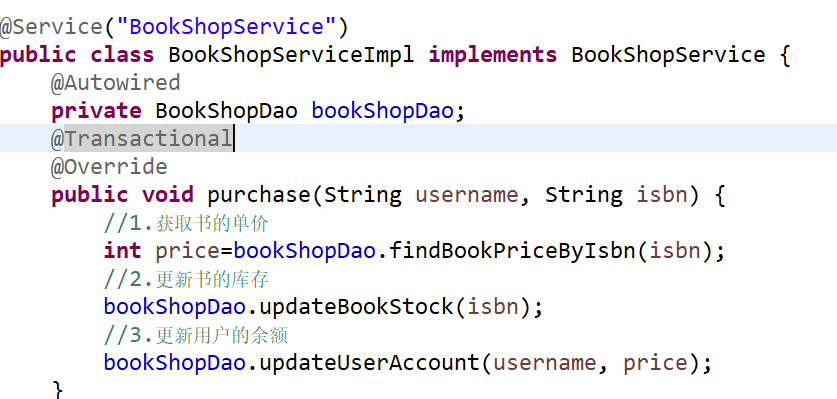 @Service("BookShopService")
public class BookShopServiceImpl implements BookShopService {
    @Autowired
    private BookShopDao bookShopDao;
    @Transactional
    @Override
    public void purchase(String username, String isbn) {
        //1.获取书的单价
        int price=bookShopDao.findBookPriceByIsbn(isbn);
        //2.更新书的库存
        bookShopDao.updateBookStock(isbn);
        //3.更新用户的余额
        bookShopDao.updateUserAccount(username, price);
    }